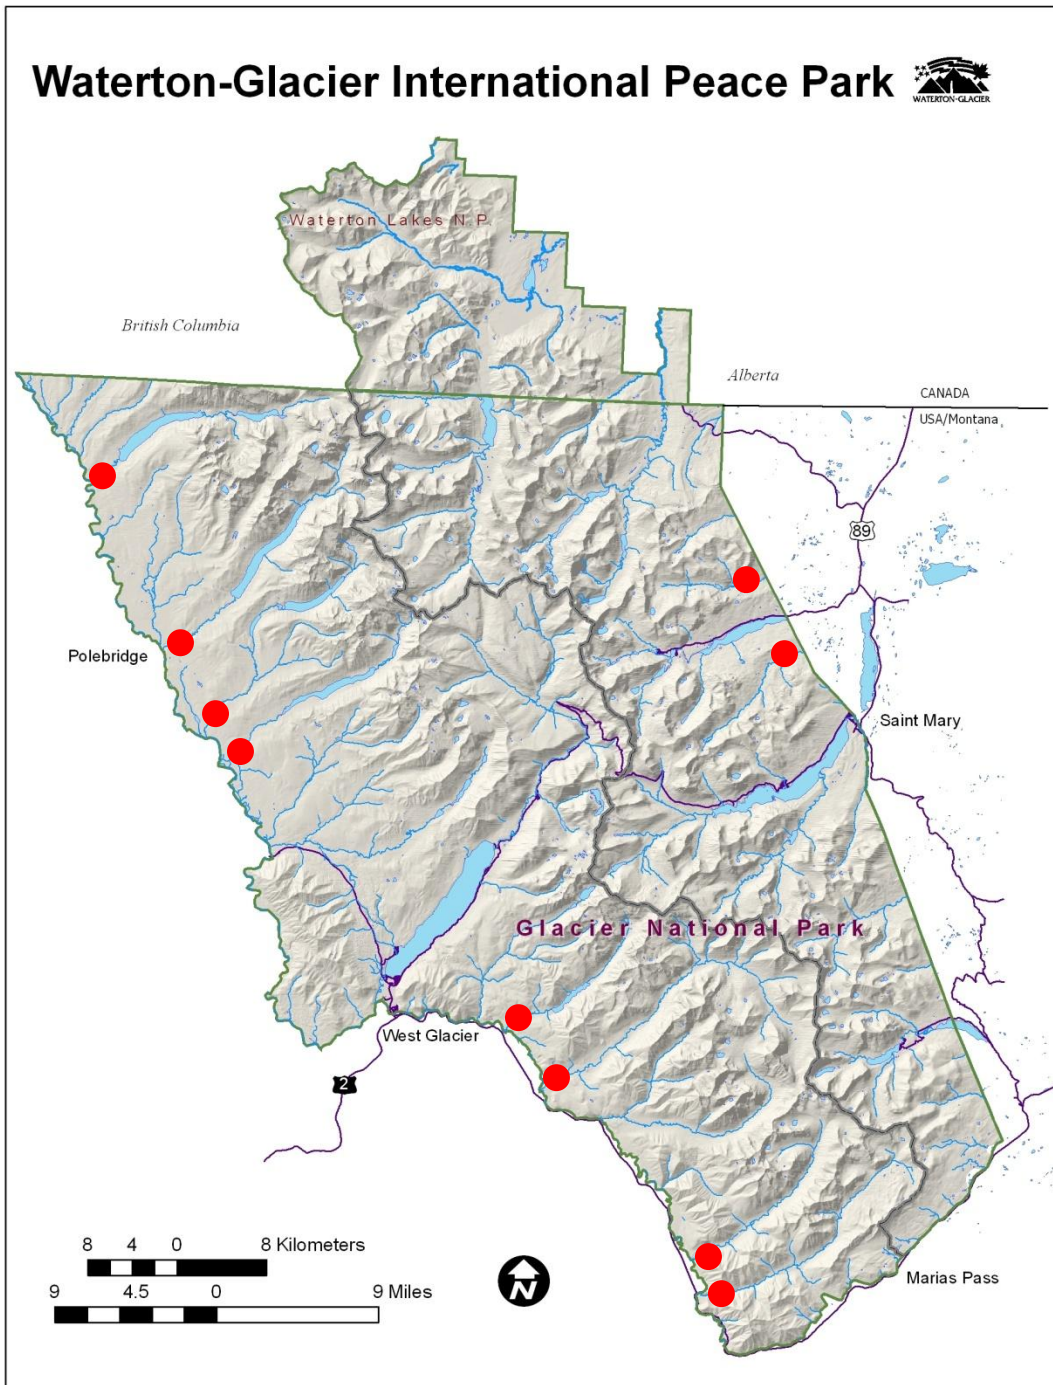 Waterton-Glacier International Peace Park
WATERTON-GLACIER
Waterton Lakes N.P.
British Columbia
Alberta
CANADA
USA/Montana
89
Polebridge
Saint Mary
Glacier National Park
West Glacier
2
8 4 0 8 Kilometers
Marias Pass
9 4.5 0 9 Miles
N